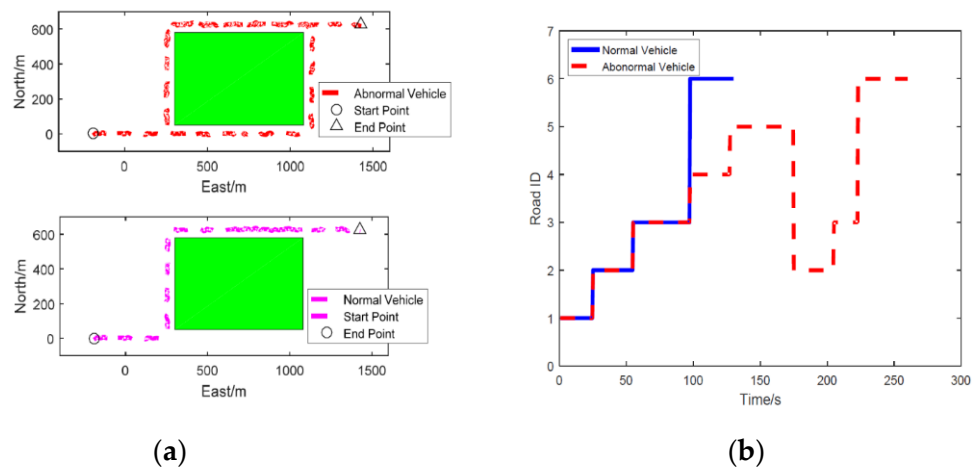 600
400
200
0
North/m
0 500 1000 1500
East/m
Abnormal Vehicle
Start Point
End Point
600
400
200
0
North/m
0 500 1000 1500
East/m
Normal Vehicle
Start Point
End Point
(a)
7
6
5
4
3
2
1
0
Road ID
Normal Vehicle
Abonormal Vehicle
0 50 100 150 200 250 300
Time/s
(b)